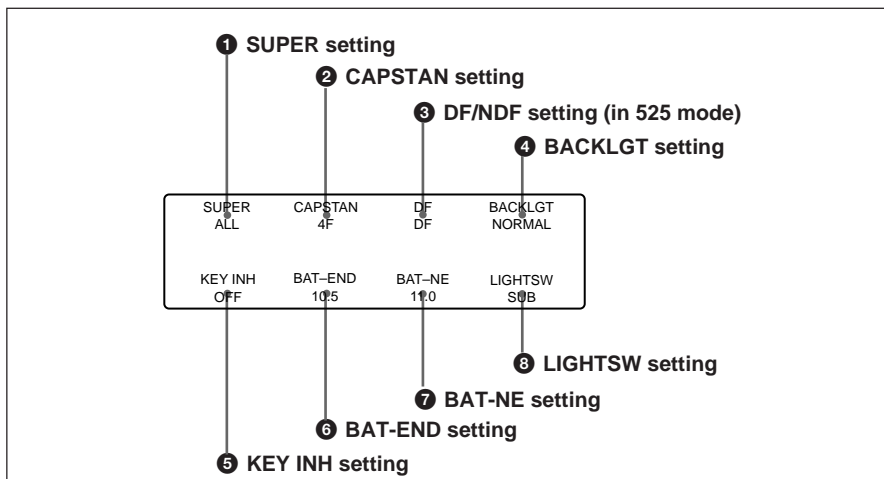 ❶ SUPER setting
❷ CAPSTAN setting
❸ DF/NDF setting (in 525 mode)
❹ BACKLGT setting
SUPER CAPSTAN DF BACKLGT
ALL 4F DF NORMAL
KEY INH BAT–END BAT–NE LIGHTSW
OFF 10.5 11.0 SUB
❽ LIGHTSW setting
❼ BAT-NE setting
❻ BAT-END setting
❺ KEY INH setting